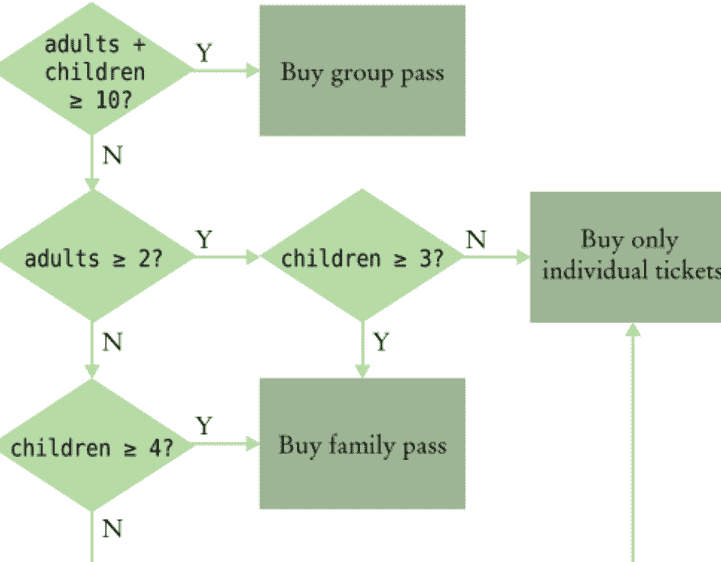 adults +
children
≥ 10?
Y
Buy group pass
N
adults ≥ 2?
Y
children ≥ 3?
N
Buy only
individual tickets
N
Y
children ≥ 4?
Y
Buy family pass
N